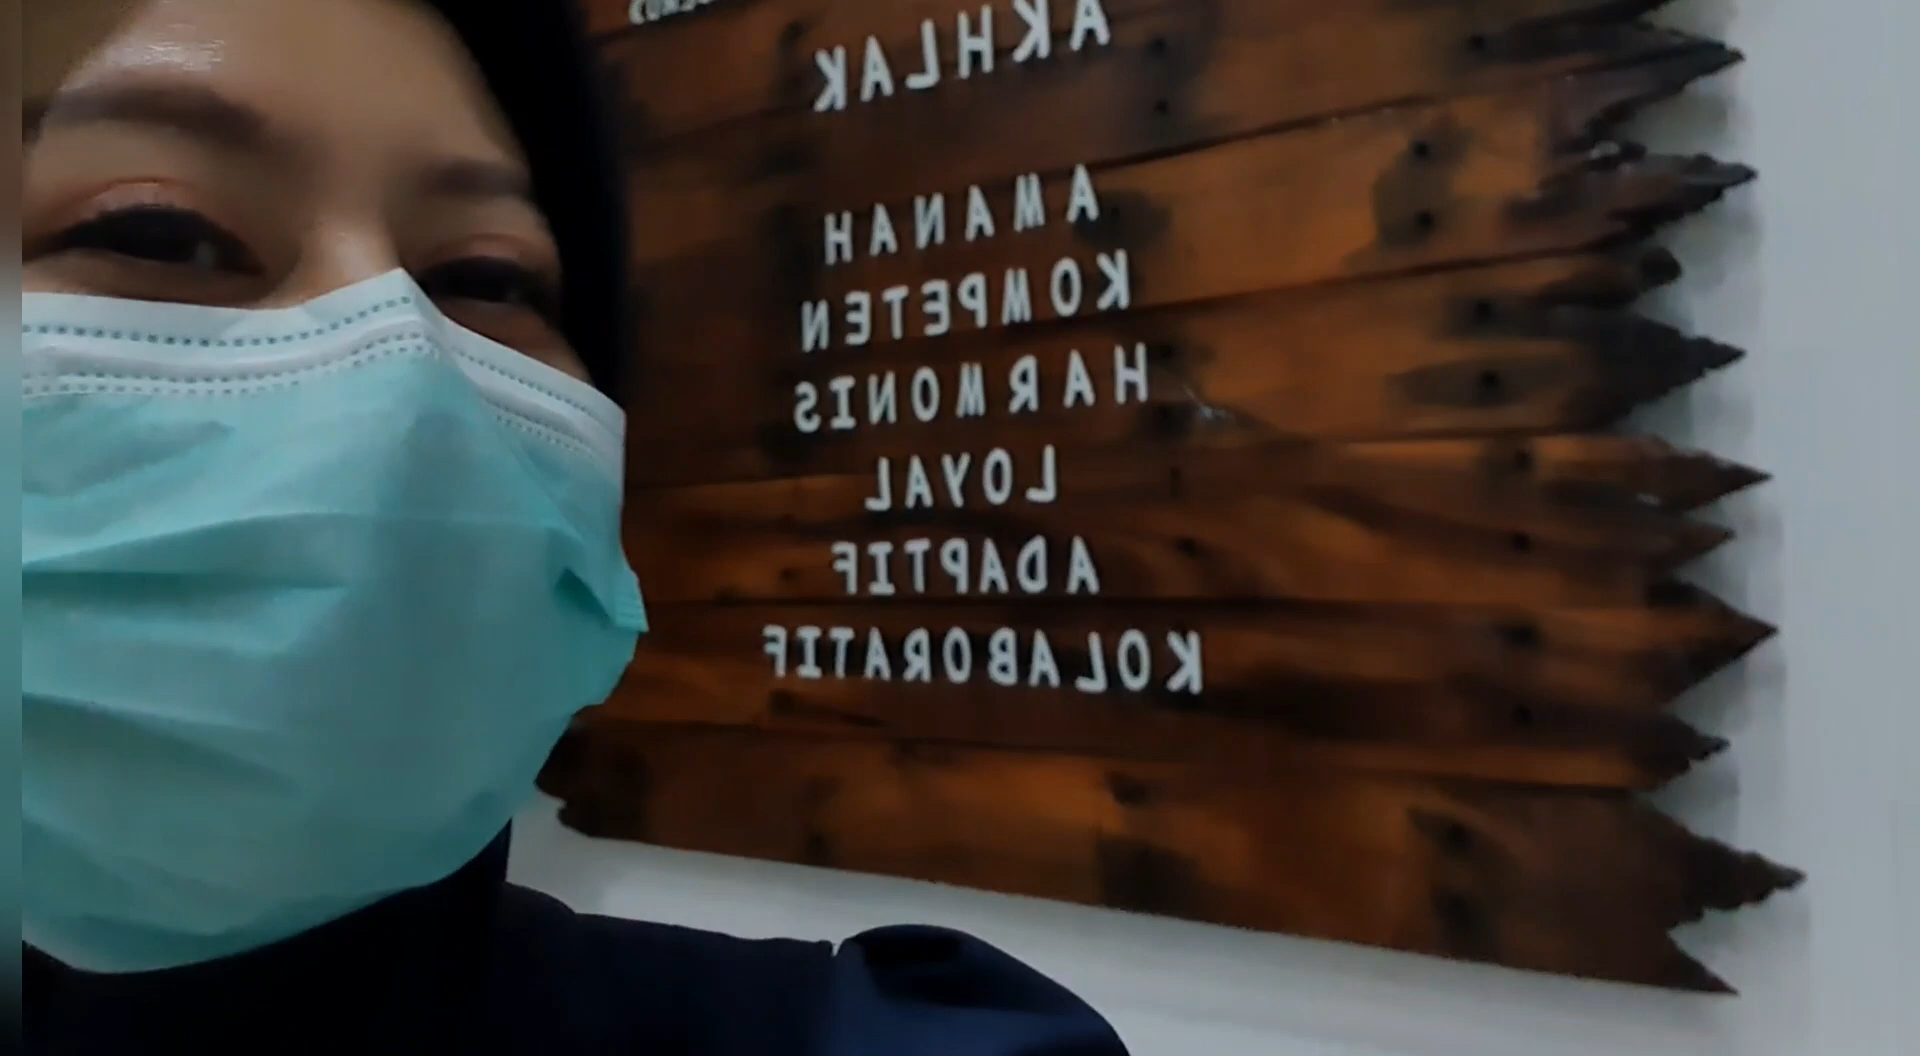 AKHLAK
AMANAH
KOMPETEN
HARMONIS
LOYAL
ADAPTIF
KOLABORATIF